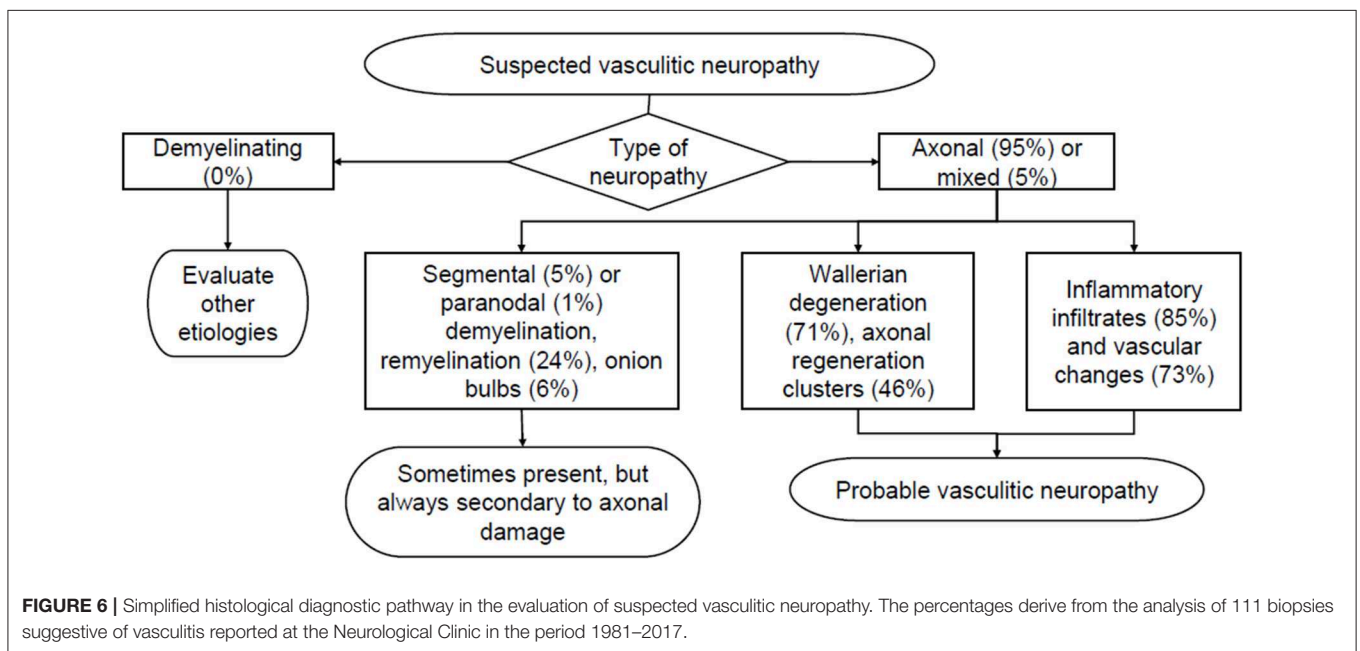 Suspected vasculitic neuropathy
Demyelinating
(0%)
Type of
neuropathy
Axonal (95%) or
mixed (5%)
Evaluate
other
etiologies
Segmental (5%) or
paranodal (1%)
demyelination,
remyelination (24%), onion
bulbs (6%)
Wallerian
degeneration
(71%), axonal
regeneration
clusters (46%)
Inflammatory
infiltrates (85%)
and vascular
changes (73%)
Sometimes present, but
always secondary to axonal
damage
Probable vasculitic neuropathy
FIGURE 6 | Simplified histological diagnostic pathway in the evaluation of suspected vasculitic neuropathy. The percentages derive from the analysis of 111 biopsies
suggestive of vasculitis reported at the Neurological Clinic in the period 1981–2017.